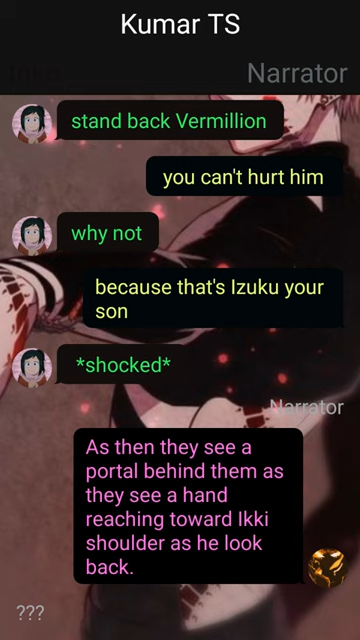 Kumar TS
Inko
Narrator
stand back Vermillion
you can't hurt him
why not
because that's Izuku your
son
*shocked*
Narrator
As then they see a
portal behind them as
they see a hand
reaching toward Ikki
shoulder as he look
back.
???